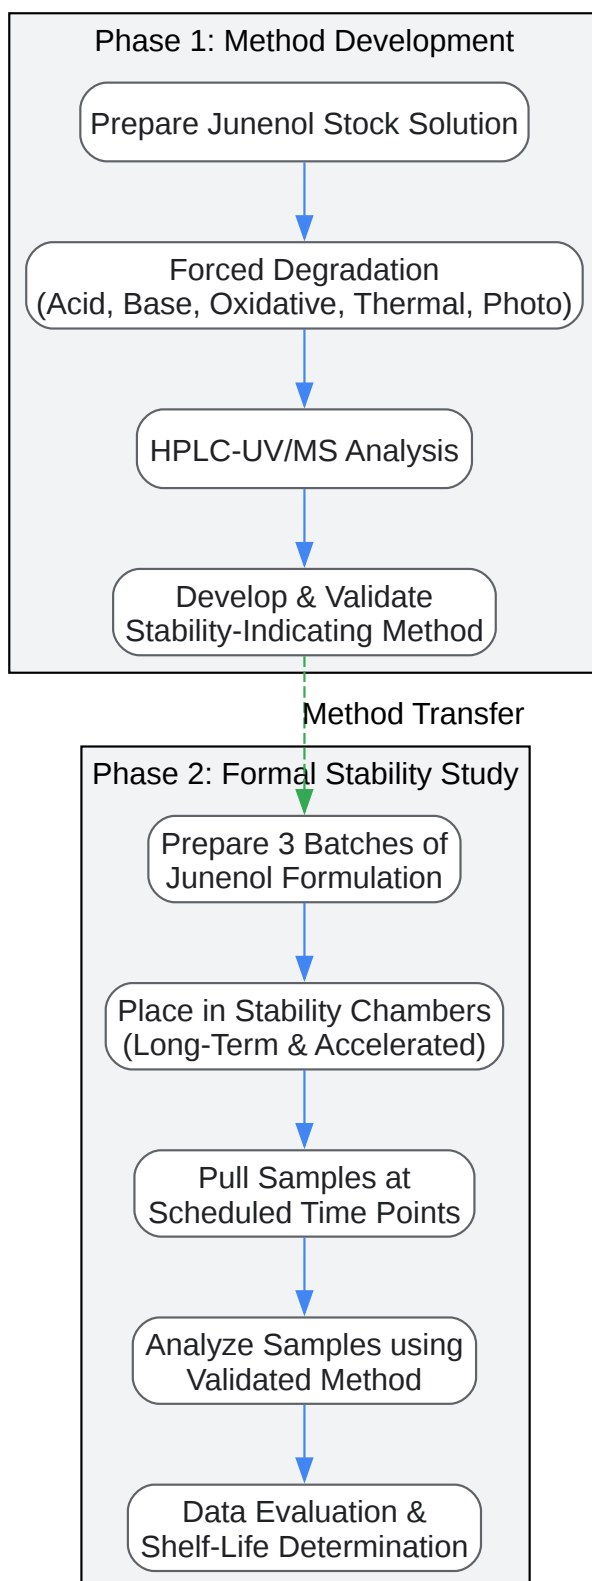 Phase 1: Method Development
Prepare Junenol Stock Solution
Forced Degradation
(Acid, Base, Oxidative, Thermal, Photo)
HPLC-UV/MS Analysis
Develop & Validate
Stability-Indicating Method
Method Transfer
Phase 2: Formal Stability Study
Prepare 3 Batches of
Junenol Formulation
Place in Stability Chambers
(Long-Term & Accelerated)
Pull Samples at
Scheduled Time Points
Analyze Samples using
Validated Method
Data Evaluation &
Shelf-Life Determination